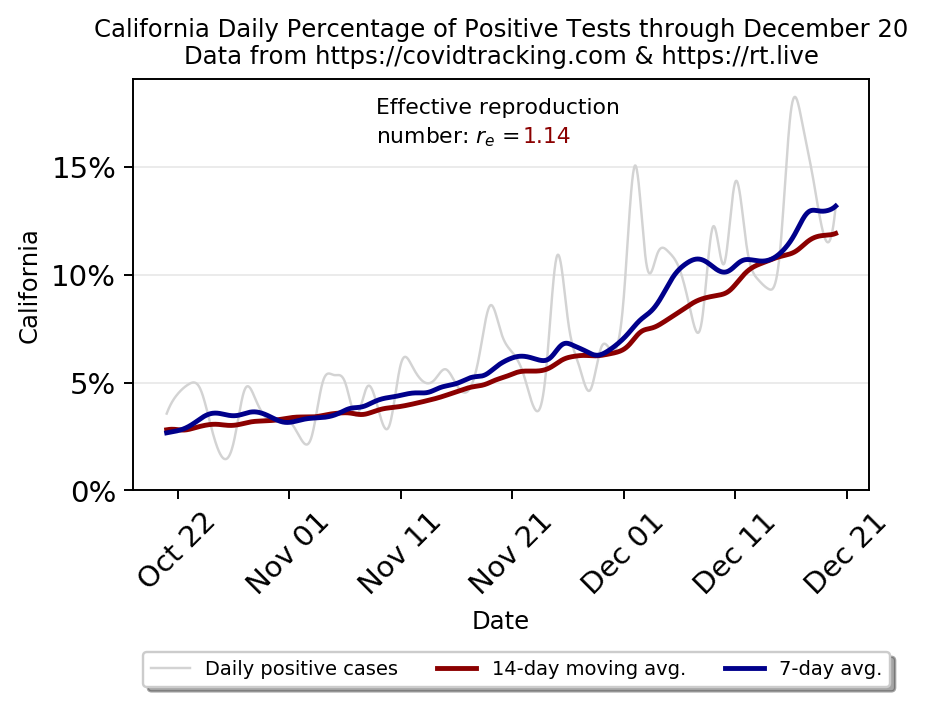 California Daily Percentage of Positive Tests through December 20
Data from https://covidtracking.com & https://rt.live
Effective reproduction
number: rₑ =1.14
15%
10%
5%
0%
California
Oct 22
Nov 01
Nov 11
Nov 21
Dec 01
Dec 11
Dec 21
Date
Daily positive cases
14-day moving avg.
7-day avg.